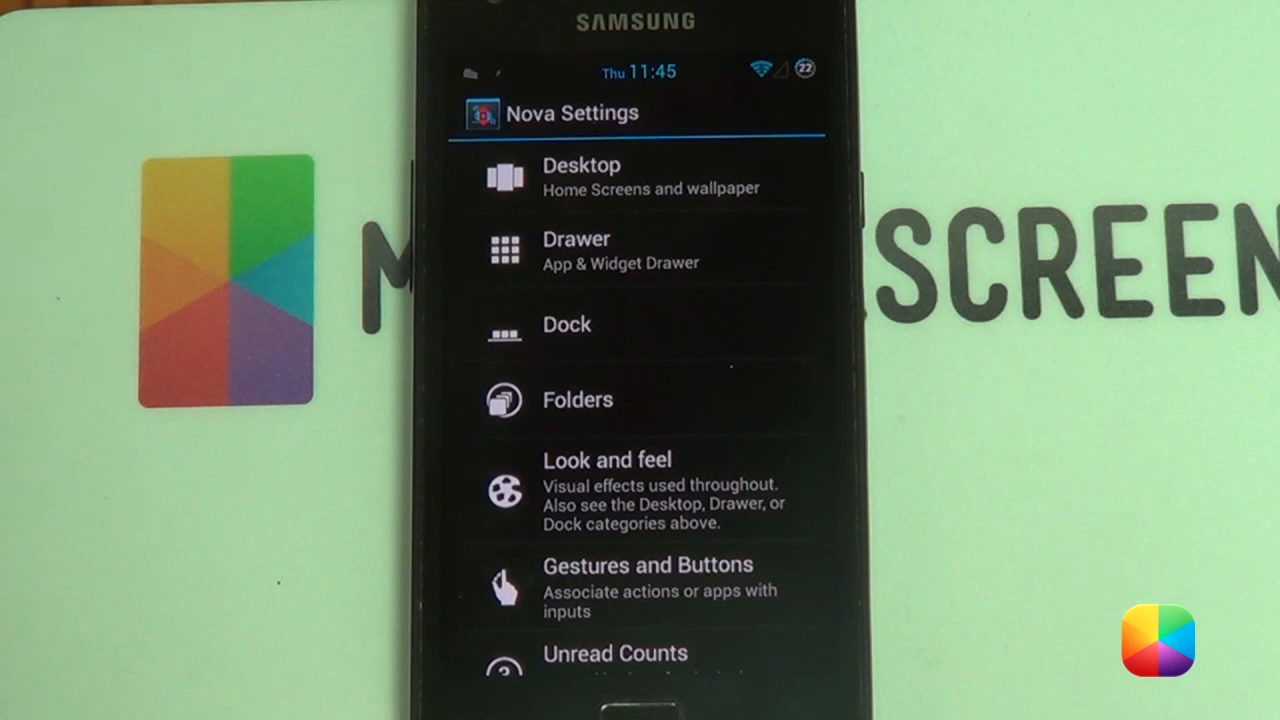 SAMSUNG
Thu 11:45
22
Nova Settings
Desktop
Home Screens and wallpaper
Drawer
App & Widget Drawer
Dock
Folders
Look and feel
Visual effects used throughout.
Also see the Desktop, Drawer, or
Dock categories above.
Gestures and Buttons
Associate actions or apps with
inputs
Unread Counts
M
SCREEN